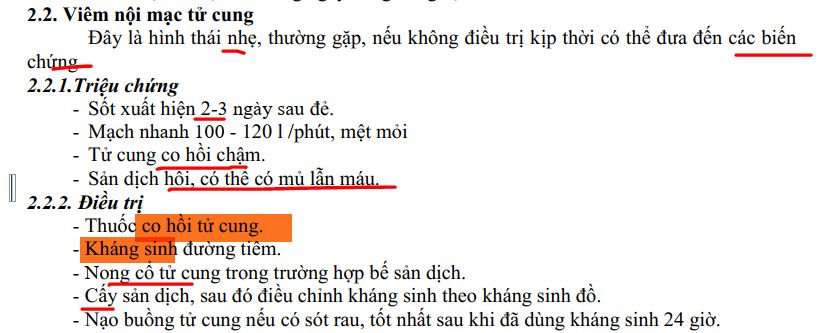 2.2. Viêm nội mạc tử cung
Đây là hình thái nhẹ, thường gặp, nếu không điều trị kịp thời có thể đưa đến các biến
chứng
2.2.1.Triệu chứng
- Sốt xuất hiện 2-3 ngày sau đẻ.
- Mạch nhanh 100 - 120 l /phút, mệt mỏi
- Tử cung co hồi chậm.
- Sản dịch hôi, có thể có mủ lẫn máu.
2.2.2. Điều trị
- Thuốc co hồi tử cung.
- Kháng sinh đường tiêm.
- Nong cổ tử cung trong trường hợp bế sản dịch.
- Cấy sản dịch, sau đó điều chỉnh kháng sinh theo kháng sinh đồ.
- Nạo buồng tử cung nếu có sót rau, tốt nhất sau khi đã dùng kháng sinh 24 giờ.